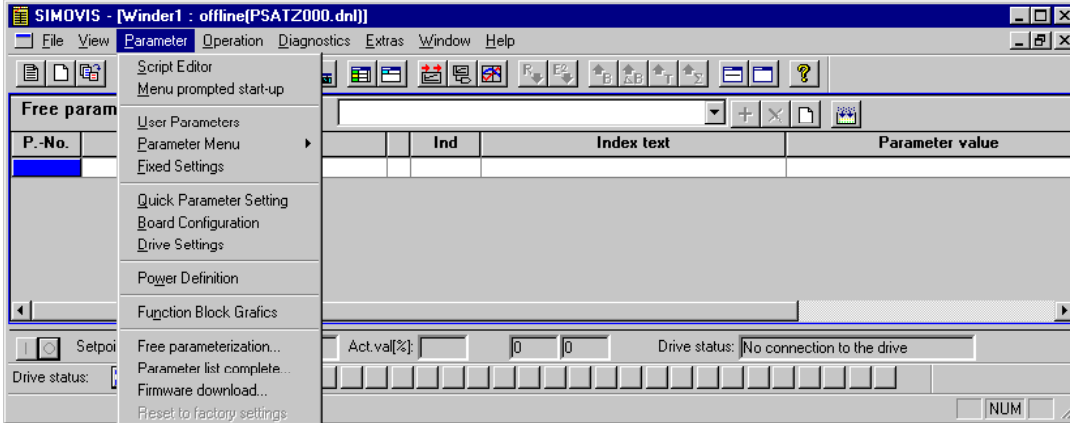 SIMOVIS - [Winder1 : offline(PSATZ000.dnl)]
File View Parameter Operation Diagnostics Extras Window Help
Script Editor
Menu prompted start-up
User Parameters
Parameter Menu
Fixed Settings
Quick Parameter Setting
Board Configuration
Drive Settings
Power Definition
Function Block Grafics
Free parameterization...
Parameter list complete...
Firmware download...
Reset to factory settings
Free param
P.-No. Ind Index text Parameter value
Setpoi Act.val[%]: 0 0 Drive status: No connection to the drive
Drive status:
NUM